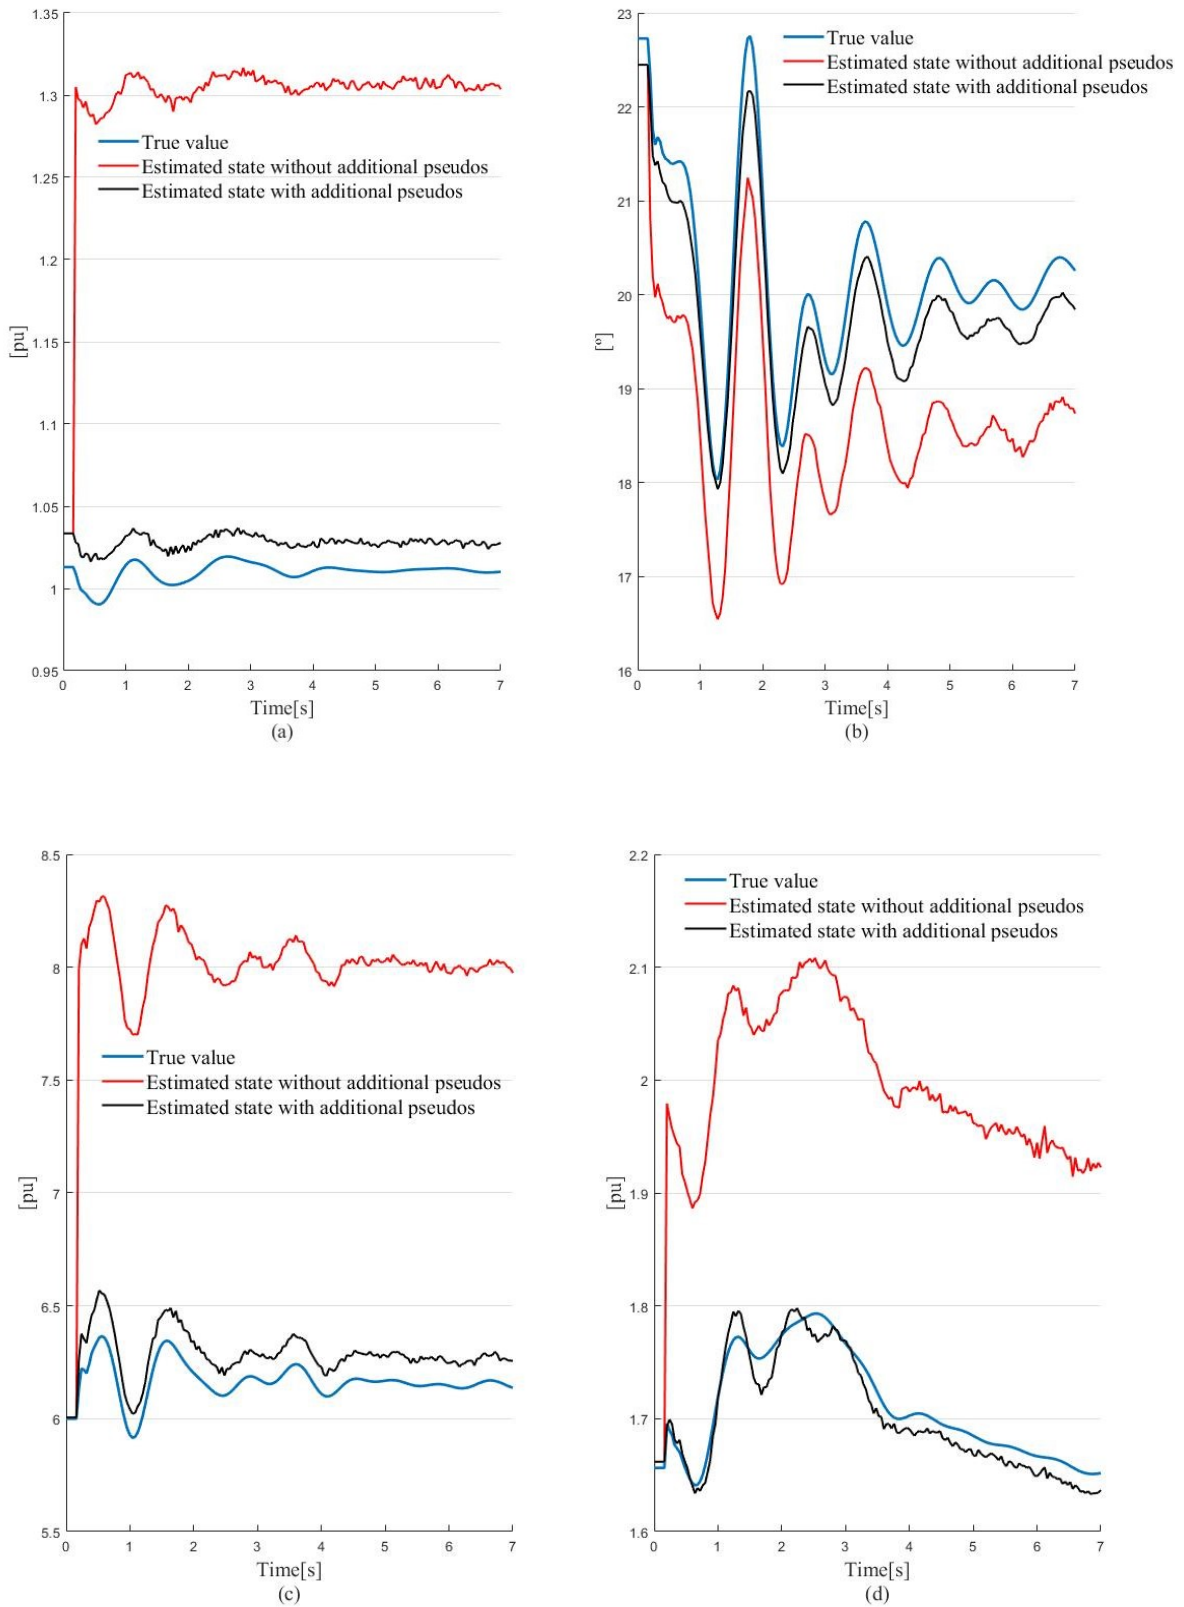 1.35
1.3
1.25
1.2
1.15
1.1
1.05
1
0.95
[pu]
True value
Estimated state without additional pseudos
Estimated state with additional pseudos
0 1 2 3 4 5 6 7
Time[s]
(a)
23
22
21
20
19
18
17
16
[º]
True value
Estimated state without additional pseudos
Estimated state with additional pseudos
0 1 2 3 4 5 6 7
Time[s]
(b)
8.5
8
7.5
7
6.5
6
5.5
[pu]
True value
Estimated state without additional pseudos
Estimated state with additional pseudos
0 1 2 3 4 5 6 7
Time[s]
(c)
2.2
2.1
2
1.9
1.8
1.7
1.6
[pu]
True value
Estimated state without additional pseudos
Estimated state with additional pseudos
0 1 2 3 4 5 6 7
Time[s]
(d)